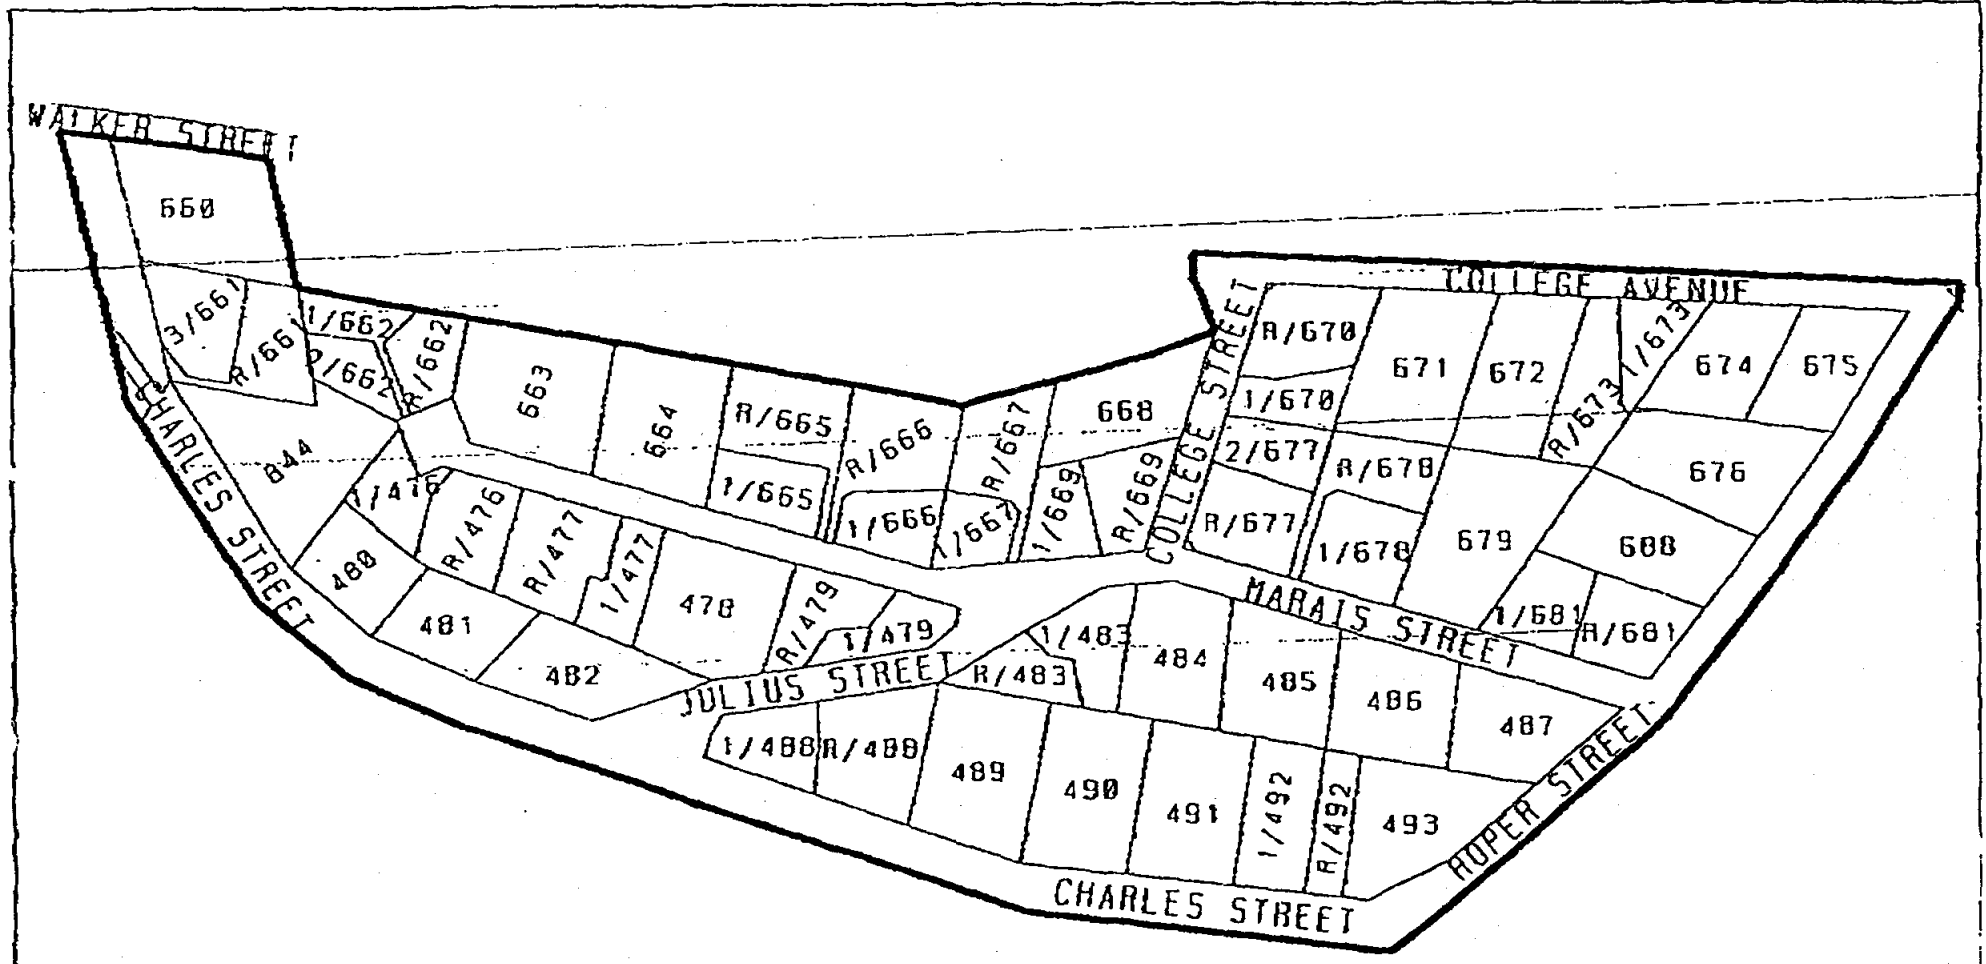 WALKER STREET
660
COLLEGE AVENUE
3/661
R/661
1/662
2/662
R/662
663
664
R/665
1/665
R/666
1/666
R/667
1/667
668
1/669
R/669
COLLEGE STREET
R/670
1/670
671
672
R/673
1/673
674
675
676
2/677
R/677
R/678
1/678
679
680
1/681
R/681
CHARLES STREET
844
1/476
R/476
R/477
1/477
478
R/479
1/479
480
481
482
JULIUS STREET
MARAIS STREET
1/483
R/483
484
485
486
487
1/488
R/488
489
490
491
1/492
R/492
493
ROPER STREET
CHARLES STREET